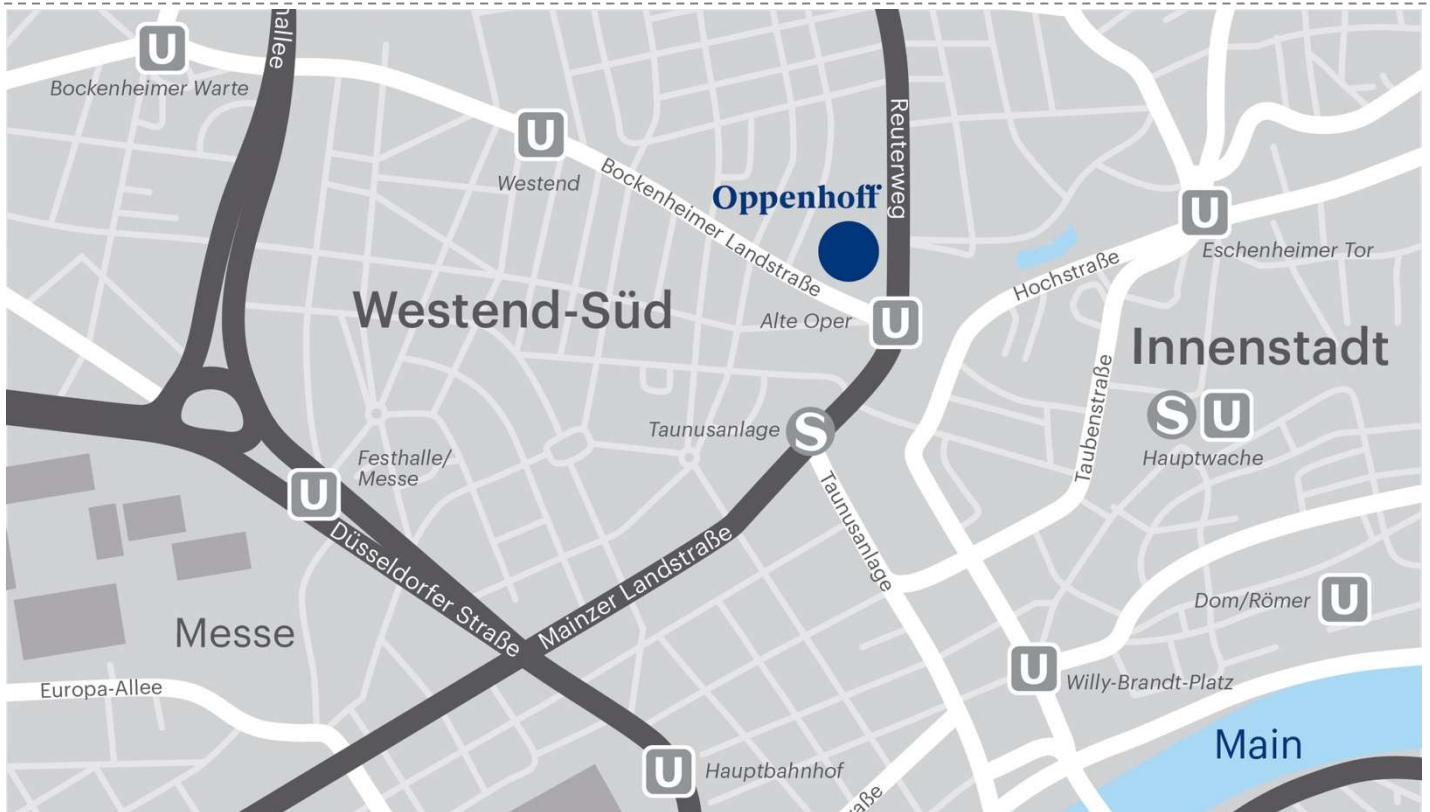 U
Bockenheimer Warte
U
Westend
Bockenheimer Landstraße
Oppenhoff
Reuterweg
U
Eschenheimer Tor
Hochstraße
Westend-Süd
Alte Oper
U
Innenstadt
Taubenstraße
S U
Hauptwache
Taunusanlage
S
Taunusanlage
Festhalle/
Messe
U
Düsseldorfer Straße
Mainzer Landstraße
Messe
Europa-Allee
Dom/Römer
U
U
Willy-Brandt-Platz
Main
U
Hauptbahnhof